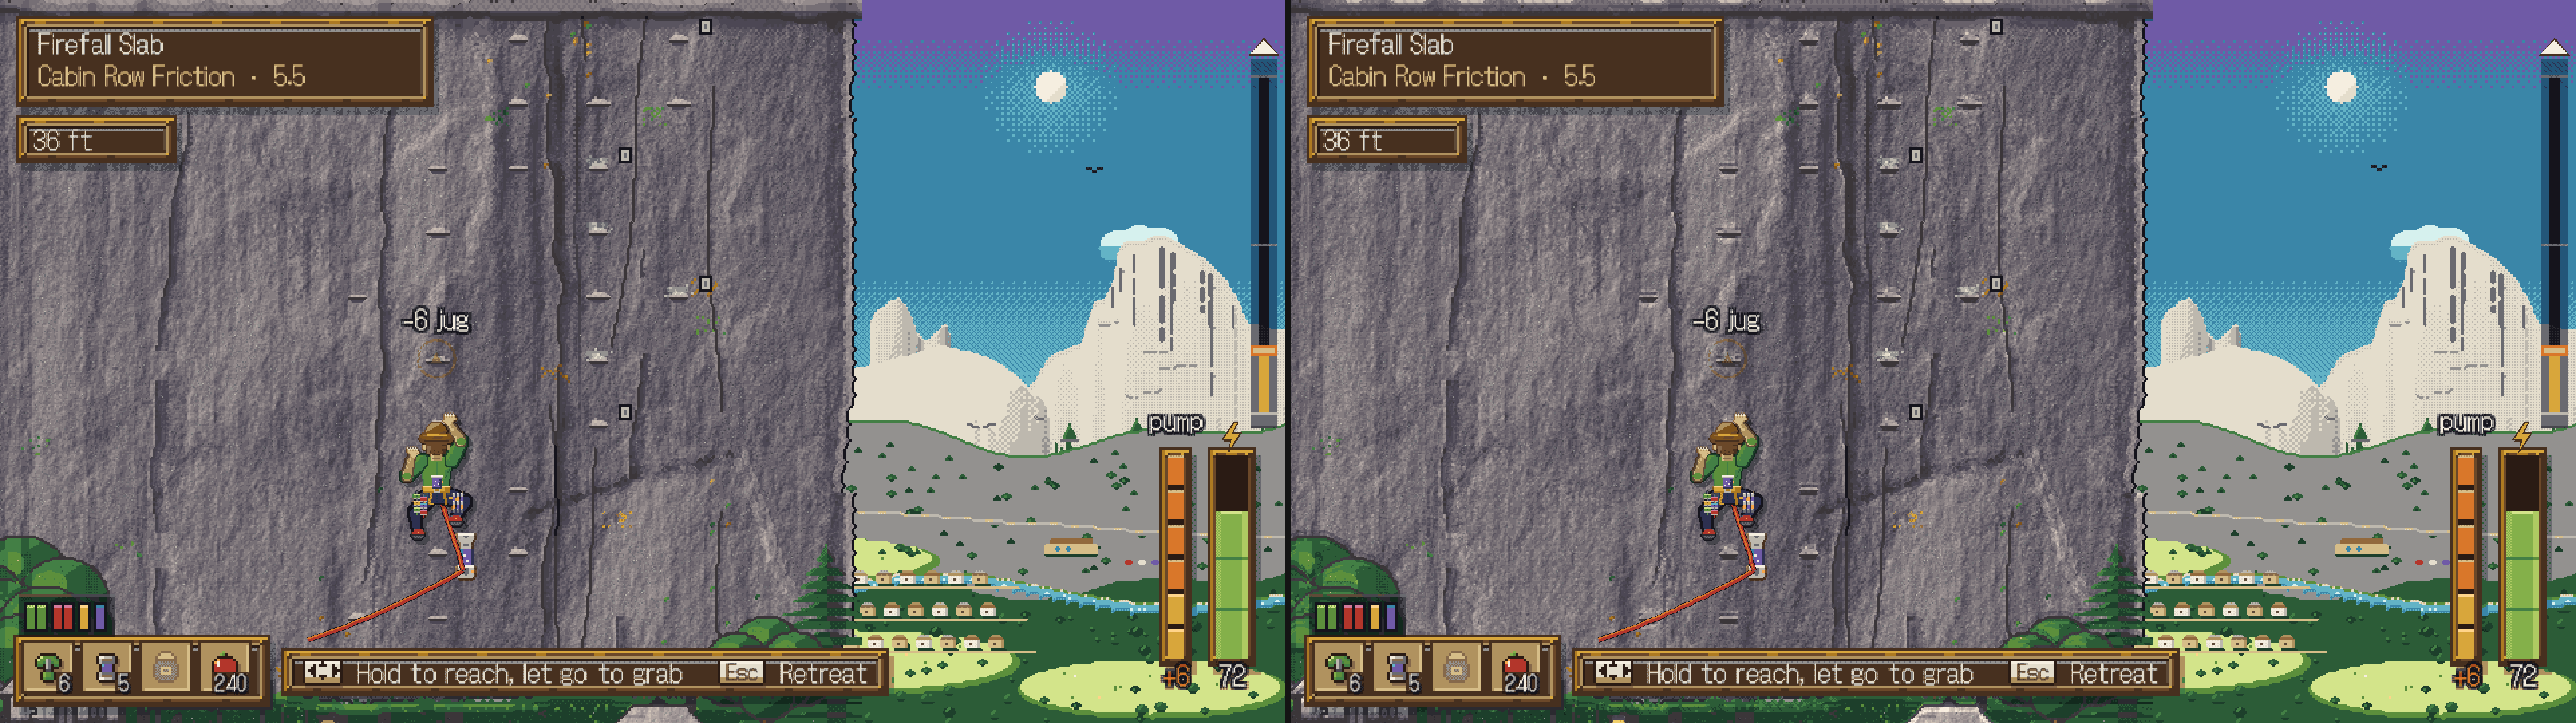 Firefall Slab
Cabin Row Friction · 5.5
36 ft
-6 jug
pump
+6
72
6
5
240
Hold to reach, let go to grab
Esc
Retreat
Firefall Slab
Cabin Row Friction · 5.5
36 ft
-6 jug
pump
+6
72
6
5
240
Hold to reach, let go to grab
Esc
Retreat